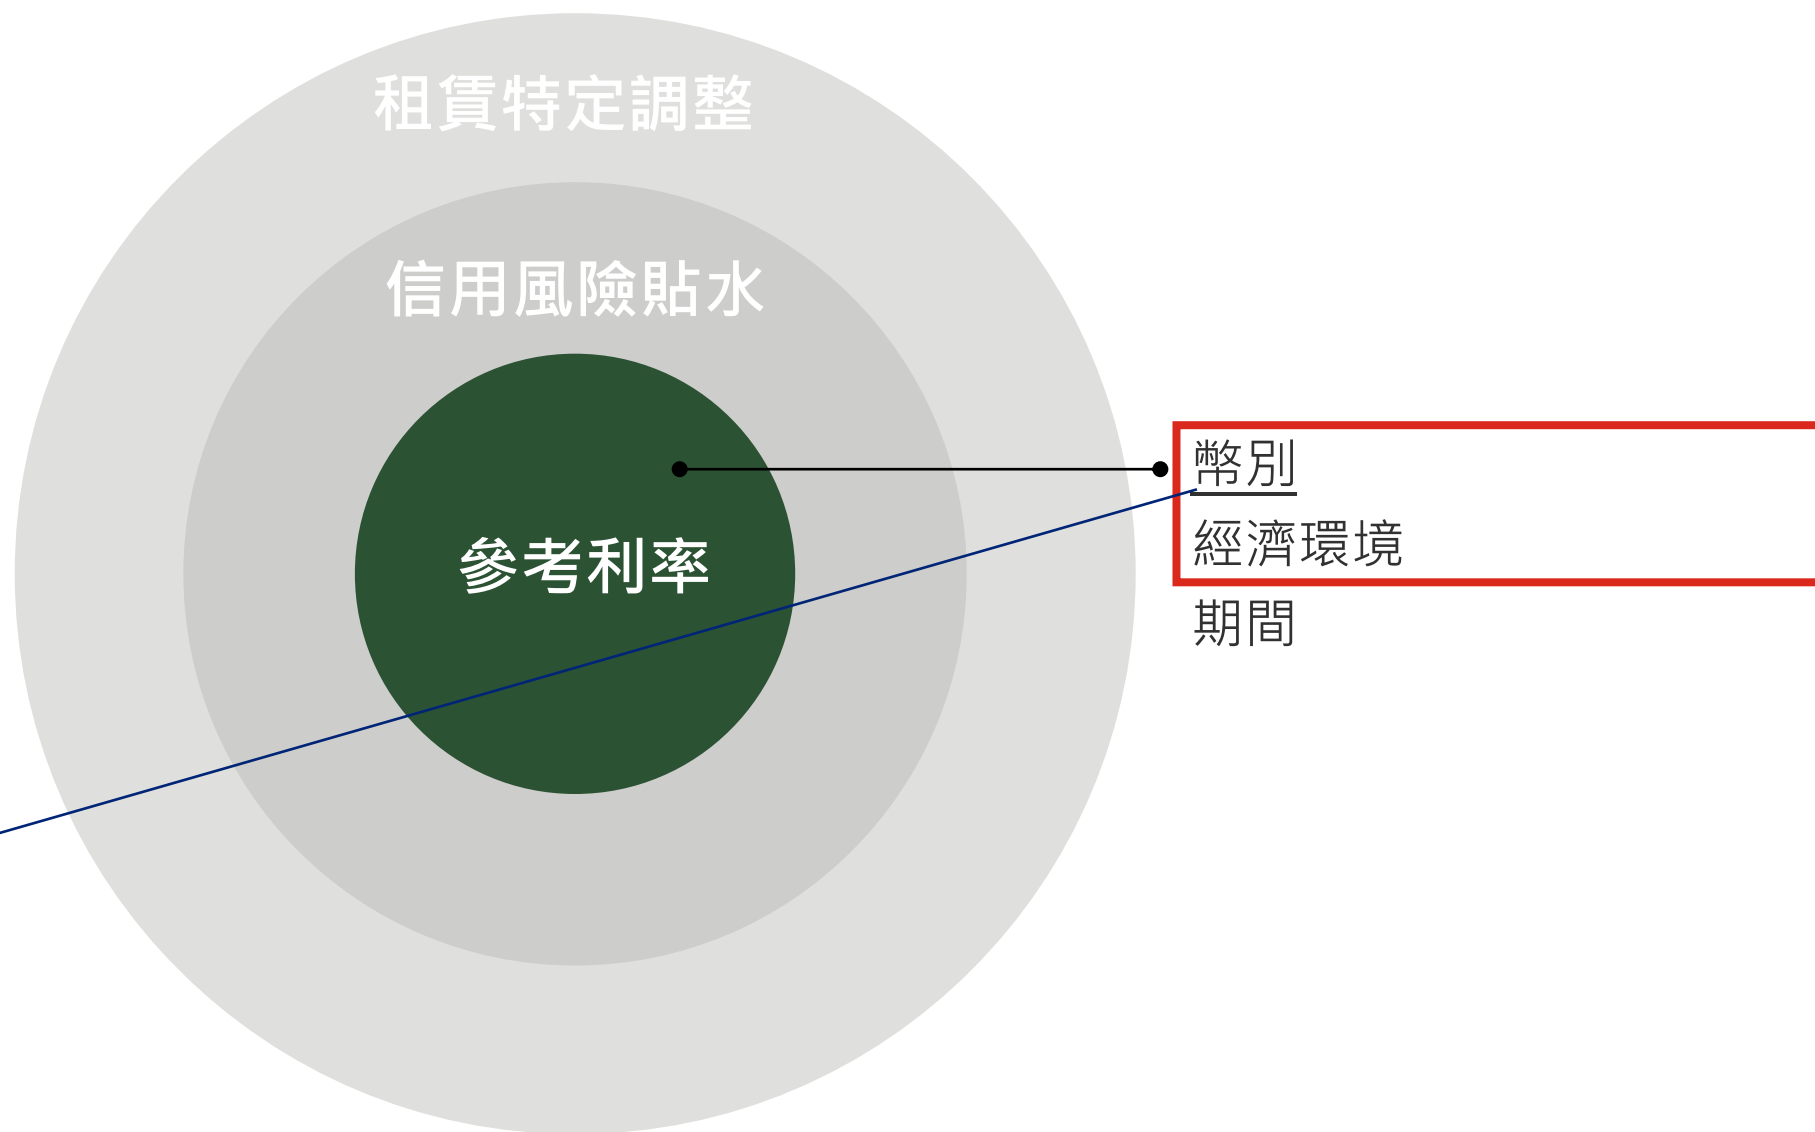 租賃特定調整
信用風險貼水
參考利率
幣別
經濟環境
期間